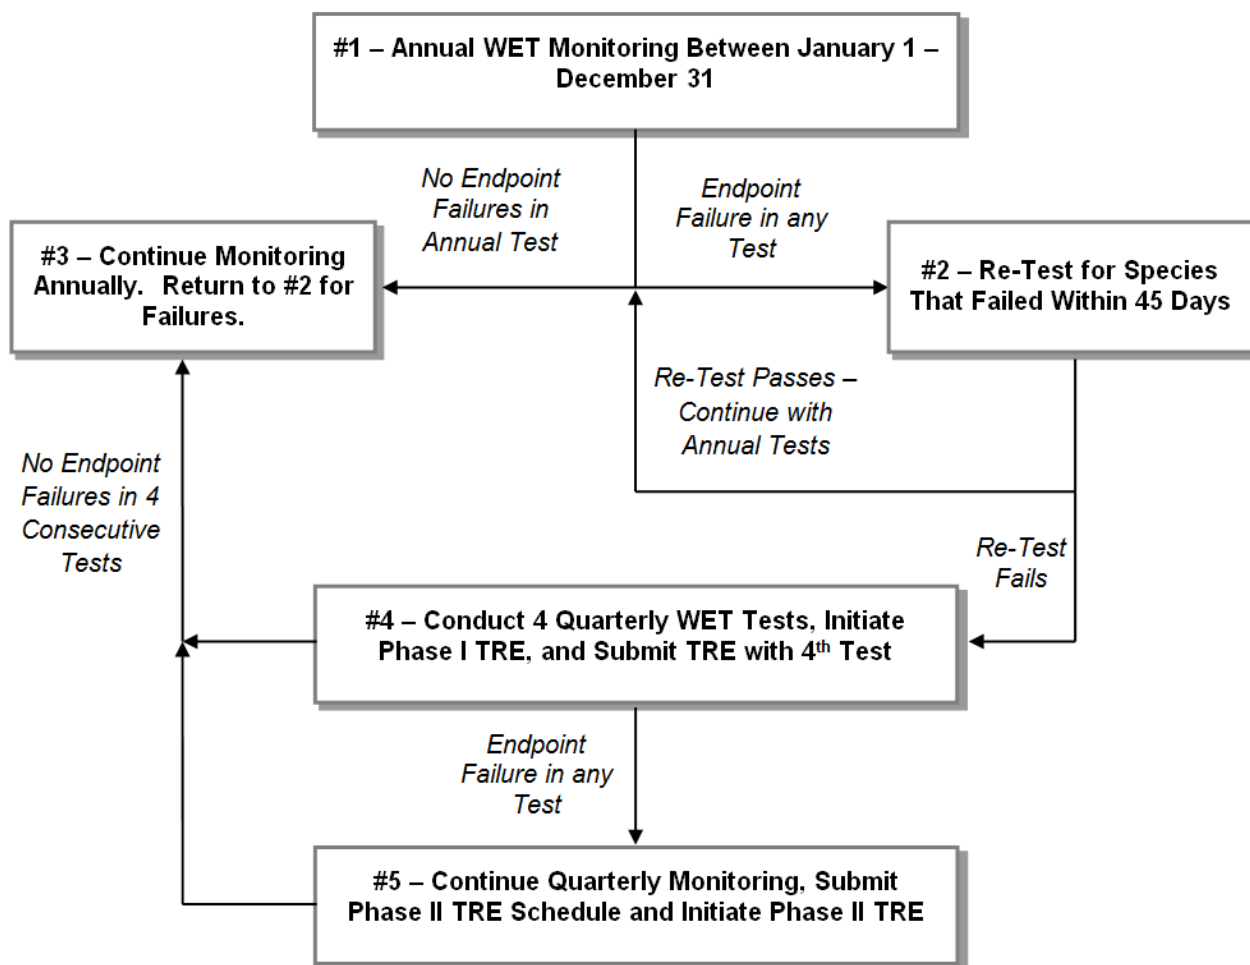 #1 – Annual WET Monitoring Between January 1 –
December 31
No Endpoint
Failures in
Annual Test
Endpoint
Failure in any
Test
#3 – Continue Monitoring
Annually.   Return to #2 for
Failures.
#2 – Re-Test for Species
That Failed Within 45 Days
Re-Test Passes –
Continue with
Annual Tests
No Endpoint
Failures in 4
Consecutive
Tests
Re-Test
Fails
#4 – Conduct 4 Quarterly WET Tests, Initiate
Phase I TRE, and Submit TRE with 4th Test
Endpoint
Failure in any
Test
#5 – Continue Quarterly Monitoring, Submit
Phase II TRE Schedule and Initiate Phase II TRE